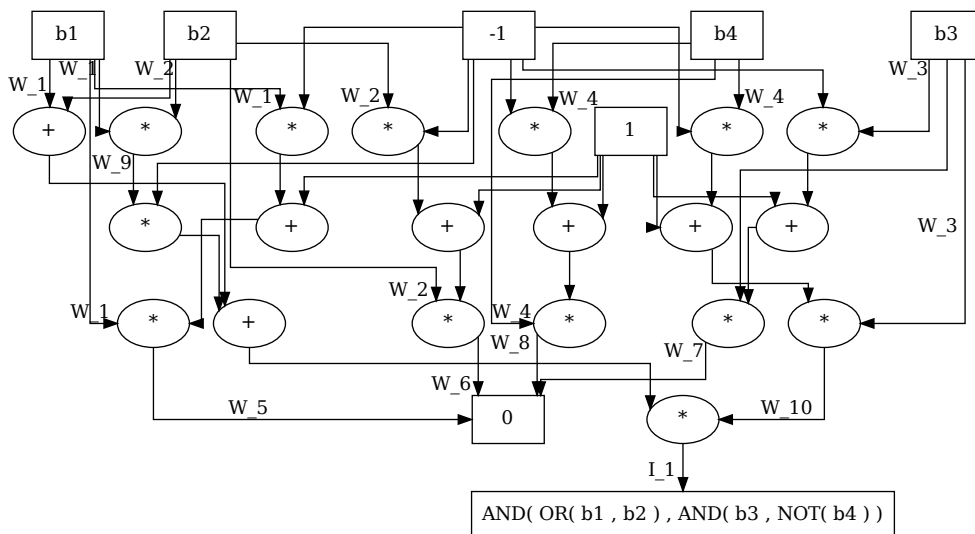 b1 b2 -1 b4 b3
W_1 W_2 W_3
W_1 W_1 W_2 W_4 W_4
+ * * * * 1 * *
W_9
* + + + + + W_3
W_2
W_1 * + * W_4 * * *
W_8 W_7
W_6
W_5 0 * W_10
I_1
AND( OR( b1 , b2 ) , AND( b3 , NOT( b4 ) ) )